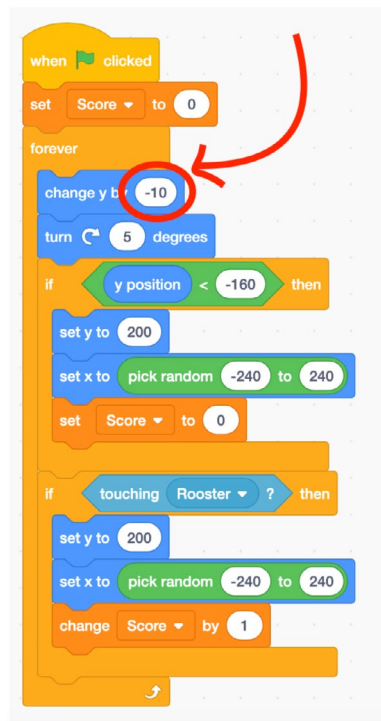 when clicked
set Score to 0
forever
change y by -10
turn 5 degrees
if y position < -160 then
set y to 200
set x to pick random -240 to 240
set Score to 0
if touching Rooster ? then
set y to 200
set x to pick random -240 to 240
change Score by 1